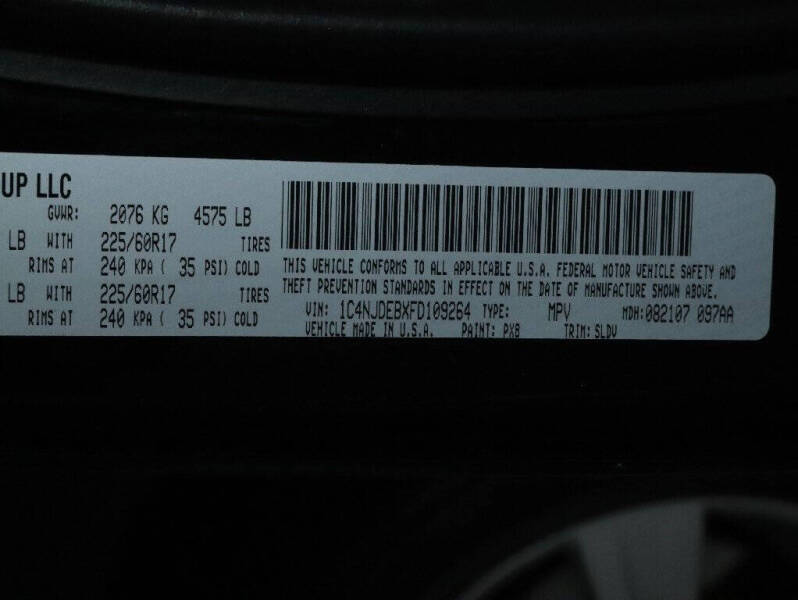 UP LLC
GVWR: 2076 KG 4575 LB
LB WITH 225/60R17 TIRES
RIMS AT 240 KPA ( 35 PSI) COLD
LB WITH 225/60R17 TIRES
RIMS AT 240 KPA ( 35 PSI) COLD
THIS VEHICLE CONFORMS TO ALL APPLICABLE U.S.A. FEDERAL MOTOR VEHICLE SAFETY AND
THEFT PREVENTION STANDARDS IN EFFECT ON THE DATE OF MANUFACTURE SHOWN ABOVE.
VIN: 1C4NJDEBXFD109264 TYPE: MPV MDH: 082107 097AA
VEHICLE MADE IN U.S.A. PAINT: PX8 TRIM: SLDV